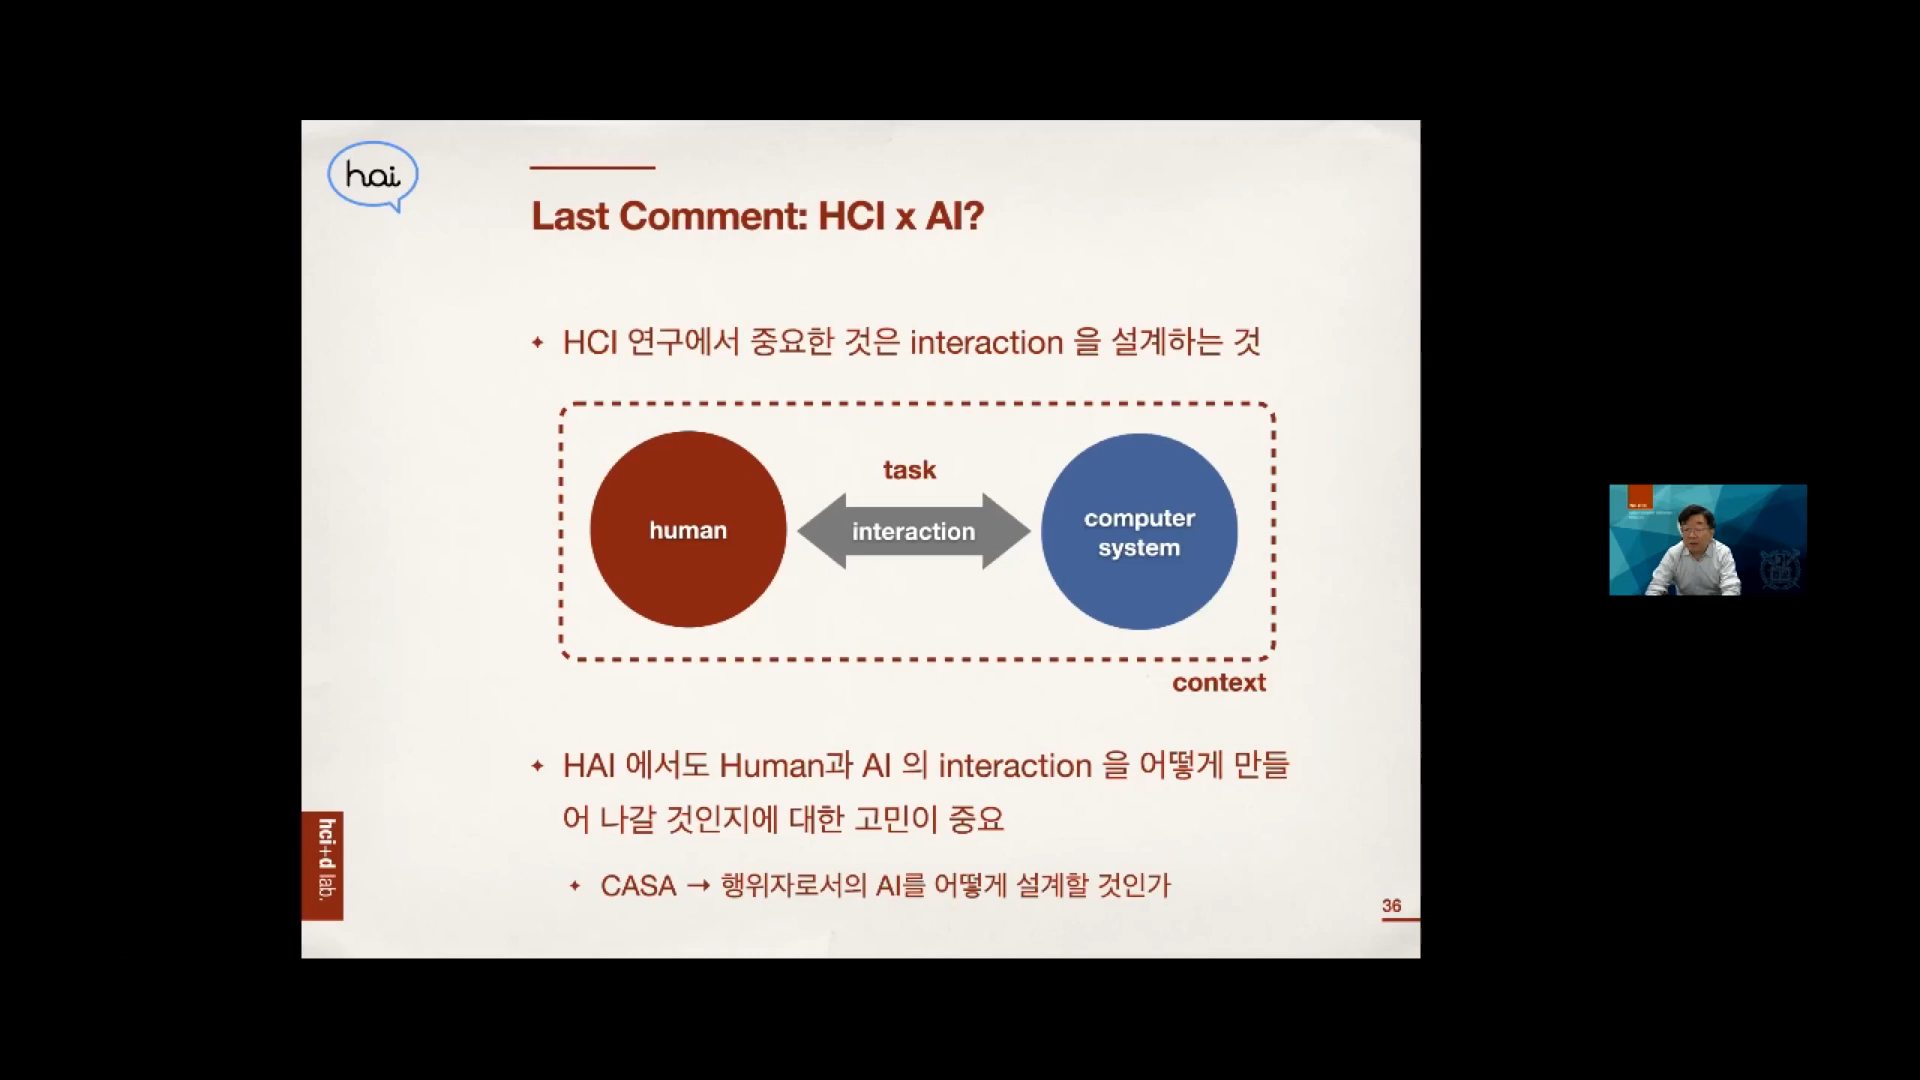 hai
Last Comment: HCI x AI?
HCI 연구에서 중요한 것은 interaction 을 설계하는 것
task
human
interaction
computer
system
context
HAI 에서도 Human과 AI 의 interaction 을 어떻게 만들
어 나갈 것인지에 대한 고민이 중요
CASA → 행위자로서의 AI를 어떻게 설계할 것인가
hci+d lab.
36